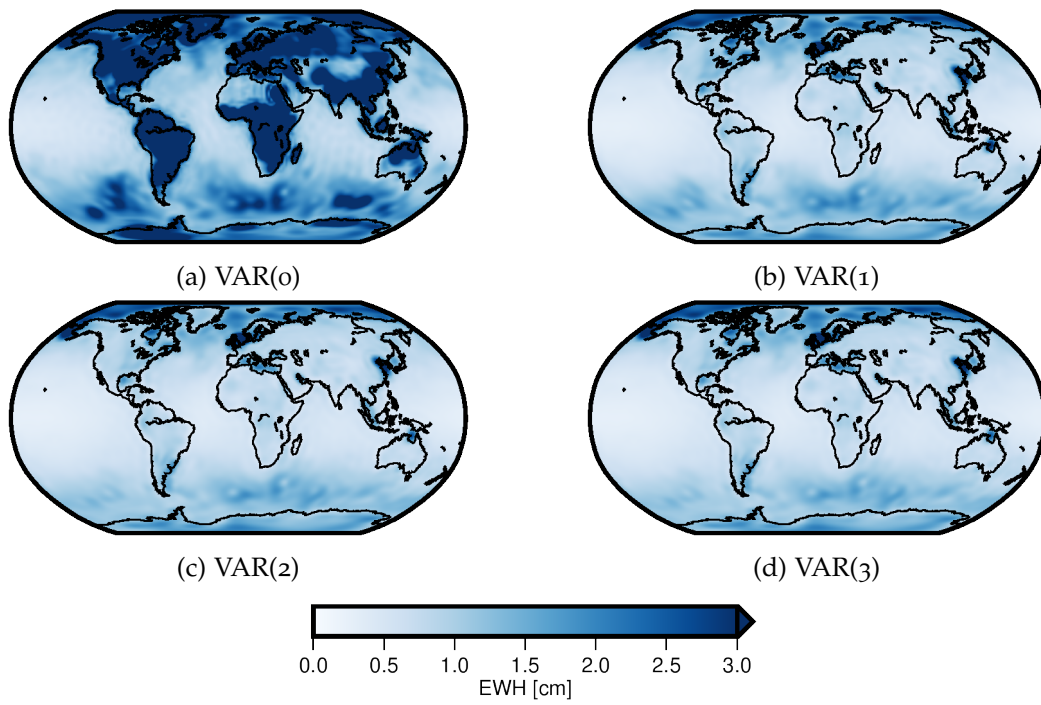 (a) VAR(0)
(b) VAR(1)
(c) VAR(2)
(d) VAR(3)
0.0 0.5 1.0 1.5 2.0 2.5 3.0
EWH [cm]